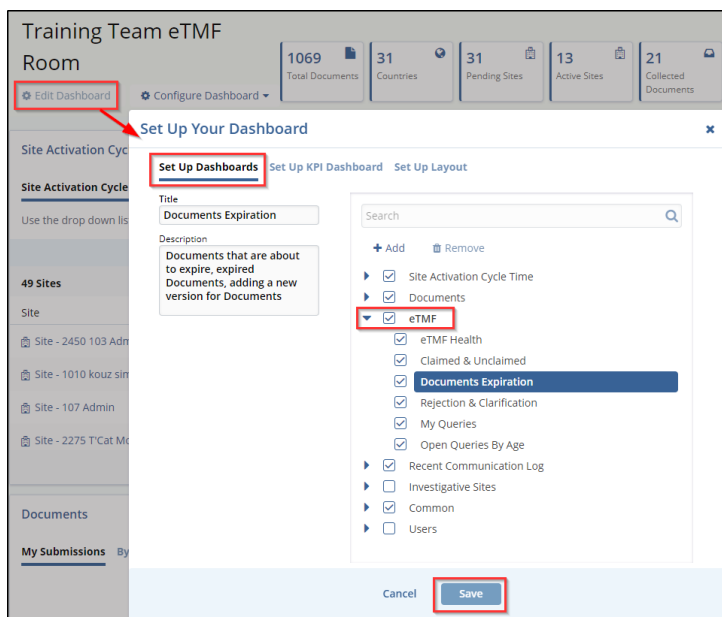 Training Team eTMF
Room
1069
Total Documents
31
Countries
31
Pending Sites
13
Active Sites
21
Collected
Documents
Edit Dashboard
Configure Dashboard
Set Up Your Dashboard
Site Activation Cyc
Set Up Dashboards
Set Up KPI Dashboard
Set Up Layout
Site Activation Cycle
Use the drop down lis
Title
Documents Expiration
Description
Documents that are about
to expire, expired
Documents, adding a new
version for Documents
Search
+ Add
Remove
Site Activation Cycle Time
Documents
eTMF
eTMF Health
Claimed & Unclaimed
Documents Expiration
Rejection & Clarification
My Queries
Open Queries By Age
Recent Communication Log
Investigative Sites
Common
Users
49 Sites
Site
Site - 2450 103 Adm
Site - 1010 kouz sim
Site - 107 Admin
Site - 2275 T'Cat Mo
Documents
My Submissions
By
Cancel
Save